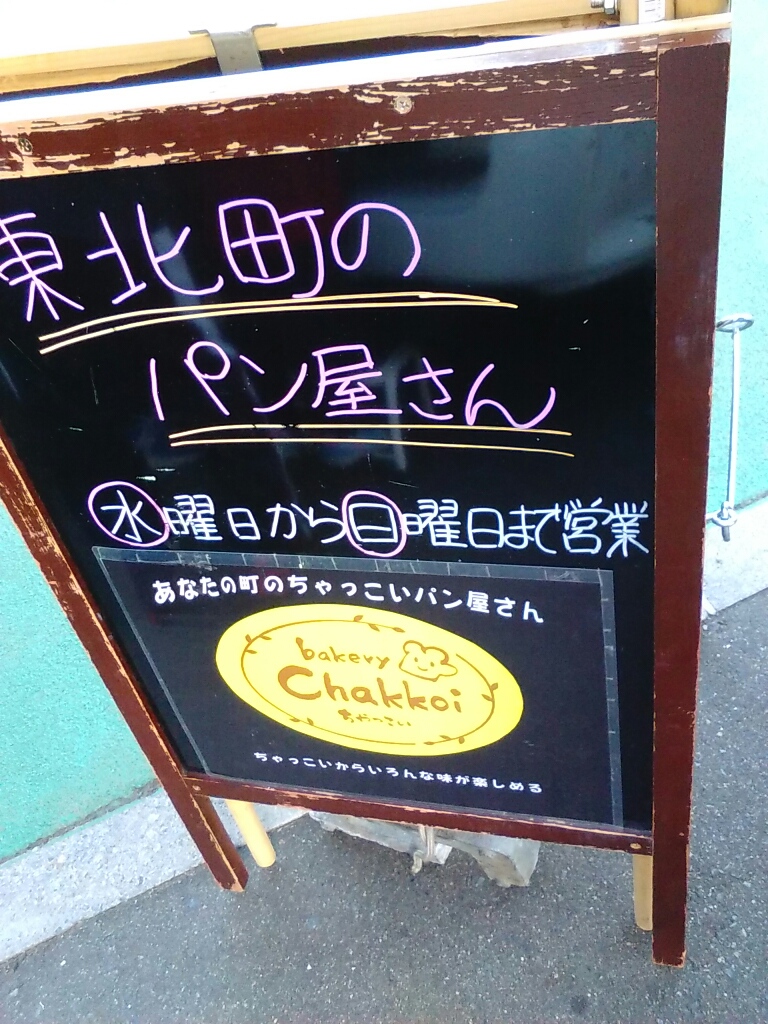 東北町の
パン屋さん
水曜日から日曜日まで営業
あなたの町のちゃっこいパン屋さん
bakery
Chakkoi
ちゃっこい
ちゃっこいからいろんな味が楽しめる